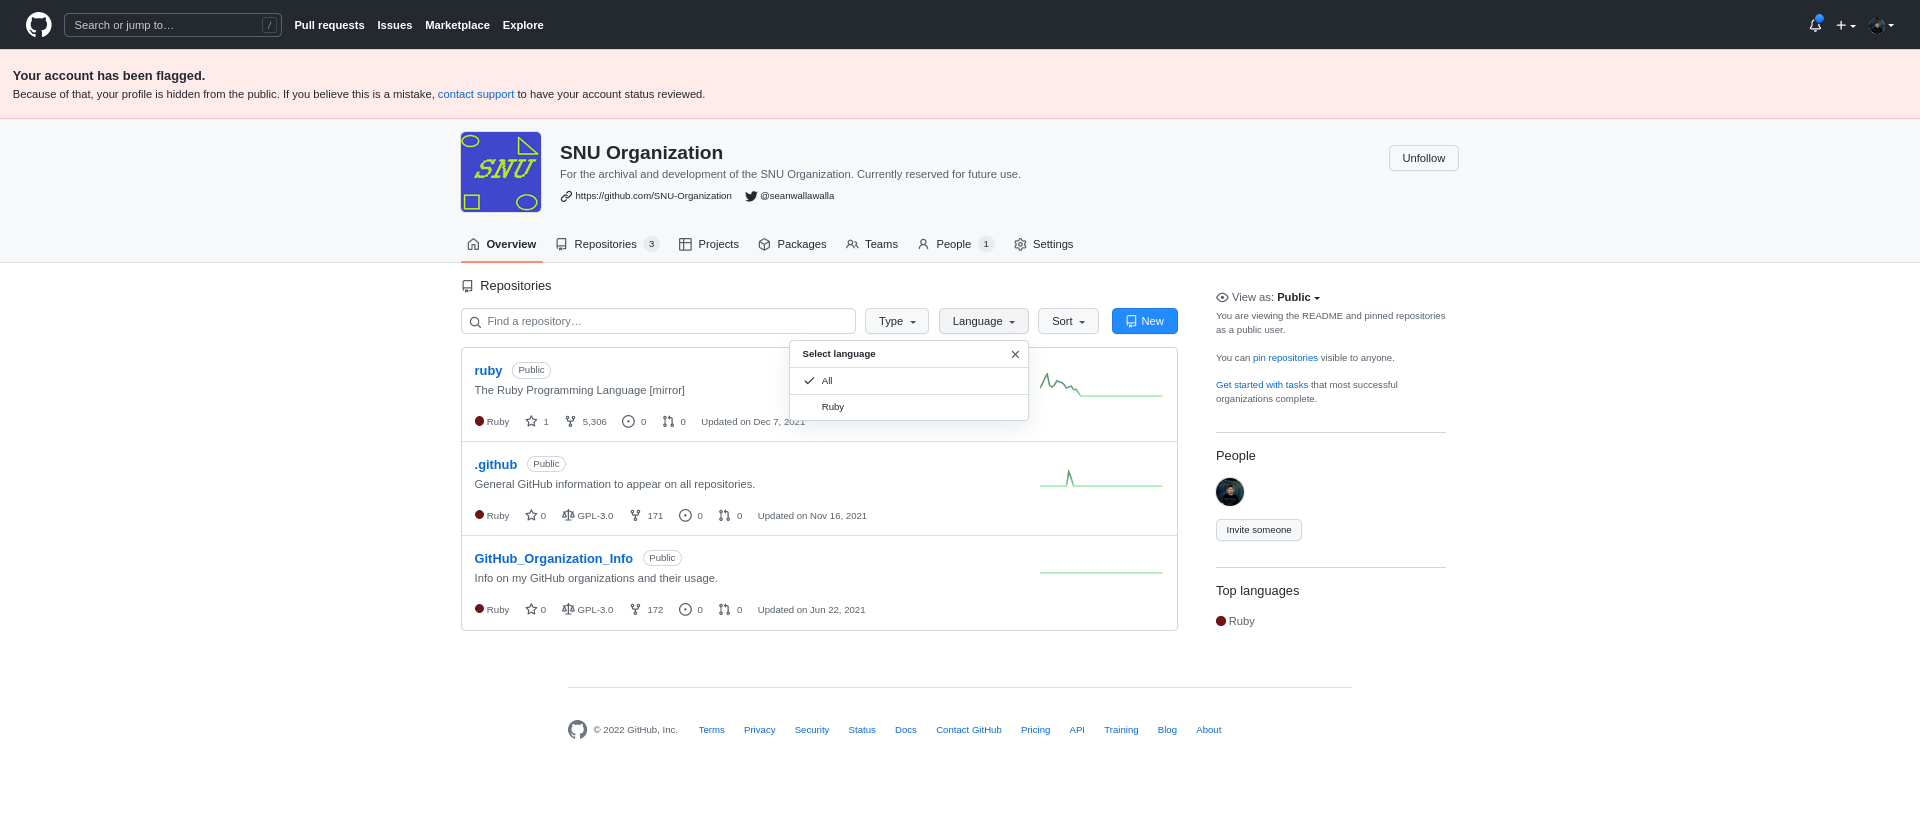 Search or jump to… / Pull requests Issues Marketplace Explore
Your account has been flagged.
Because of that, your profile is hidden from the public. If you believe this is a mistake, contact support to have your account status reviewed.
SNU
SNU Organization
For the archival and development of the SNU Organization. Currently reserved for future use.
https://github.com/SNU-Organization @seanwallawalla
Unfollow
Overview Repositories 3 Projects Packages Teams People 1 Settings
Repositories
Find a repository… Type Language Sort New
Select language
All
Ruby
ruby Public
The Ruby Programming Language [mirror]
Ruby 1 5,306 0 0 Updated on Dec 7, 2021
.github Public
General GitHub information to appear on all repositories.
Ruby 0 GPL-3.0 171 0 0 Updated on Nov 16, 2021
GitHub_Organization_Info Public
Info on my GitHub organizations and their usage.
Ruby 0 GPL-3.0 172 0 0 Updated on Jun 22, 2021
View as: Public
You are viewing the README and pinned repositories
as a public user.
You can pin repositories visible to anyone.
Get started with tasks that most successful
organizations complete.
People
Invite someone
Top languages
Ruby
© 2022 GitHub, Inc. Terms Privacy Security Status Docs Contact GitHub Pricing API Training Blog About